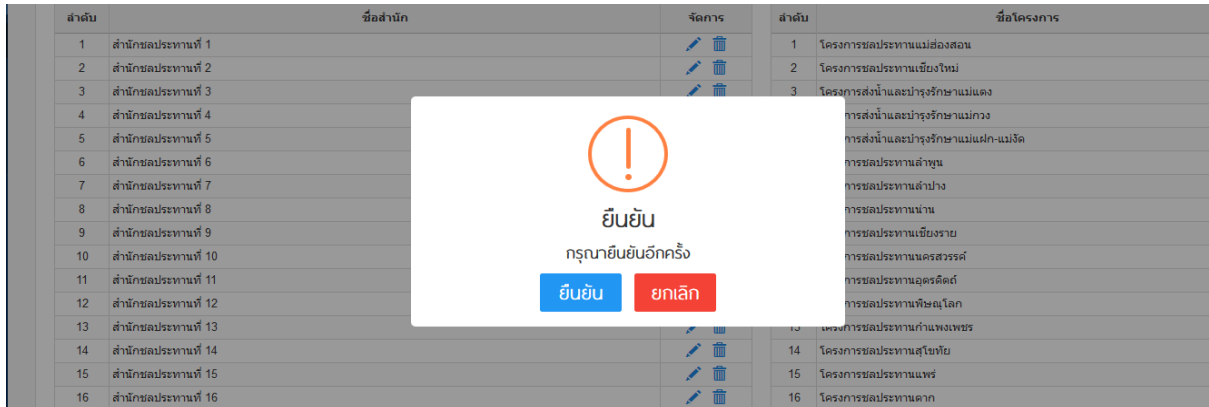 ลำดับ ชื่อสำนัก จัดการ ลำดับ ชื่อโครงการ
1 สำนักชลประทานที่ 1 1 โครงการชลประทานแม่ฮ่องสอน
2 สำนักชลประทานที่ 2 2 โครงการชลประทานเชียงใหม่
3 สำนักชลประทานที่ 3 3 โครงการส่งน้ำและบำรุงรักษาแม่แตง
4 สำนักชลประทานที่ 4 การส่งน้ำและบำรุงรักษาแม่กวง
5 สำนักชลประทานที่ 5 การส่งน้ำและบำรุงรักษาแม่แฝก-แม่งัด
6 สำนักชลประทานที่ 6 การชลประทานลำพูน
7 สำนักชลประทานที่ 7 การชลประทานลำปาง
8 สำนักชลประทานที่ 8 การชลประทานน่าน
9 สำนักชลประทานที่ 9 การชลประทานเชียงราย
10 สำนักชลประทานที่ 10 การชลประทานนครสวรรค์
11 สำนักชลประทานที่ 11 การชลประทานอุตรดิตถ์
12 สำนักชลประทานที่ 12 การชลประทานพิษณุโลก
13 สำนักชลประทานที่ 13 13 โครงการชลประทานกำแพงเพชร
14 สำนักชลประทานที่ 14 14 โครงการชลประทานสุโขทัย
15 สำนักชลประทานที่ 15 15 โครงการชลประทานแพร่
16 สำนักชลประทานที่ 16 16 โครงการชลประทานตาก
ยืนยัน
กรุณายืนยันอีกครั้ง
ยืนยัน ยกเลิก